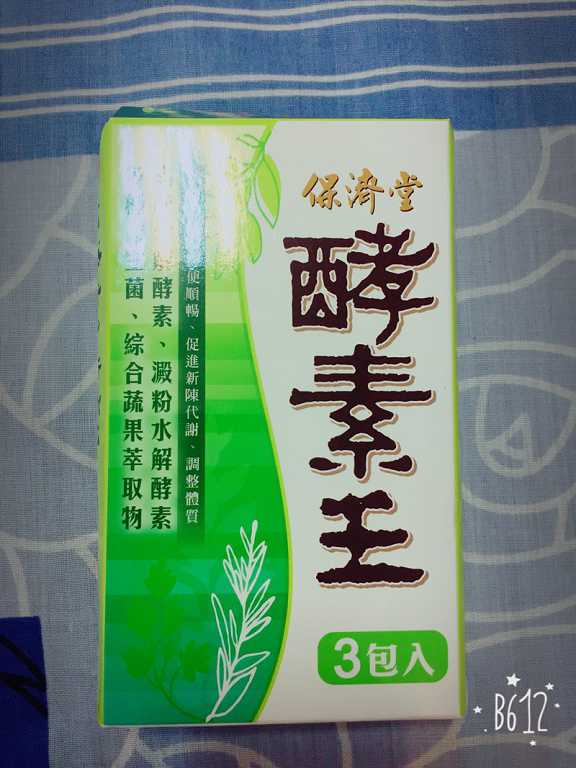 保濟堂
酵素王
3包入
便順暢、促進新陳代謝、調整體質
酵素、澱粉水解酵素
菌、綜合蔬果萃取物
B612